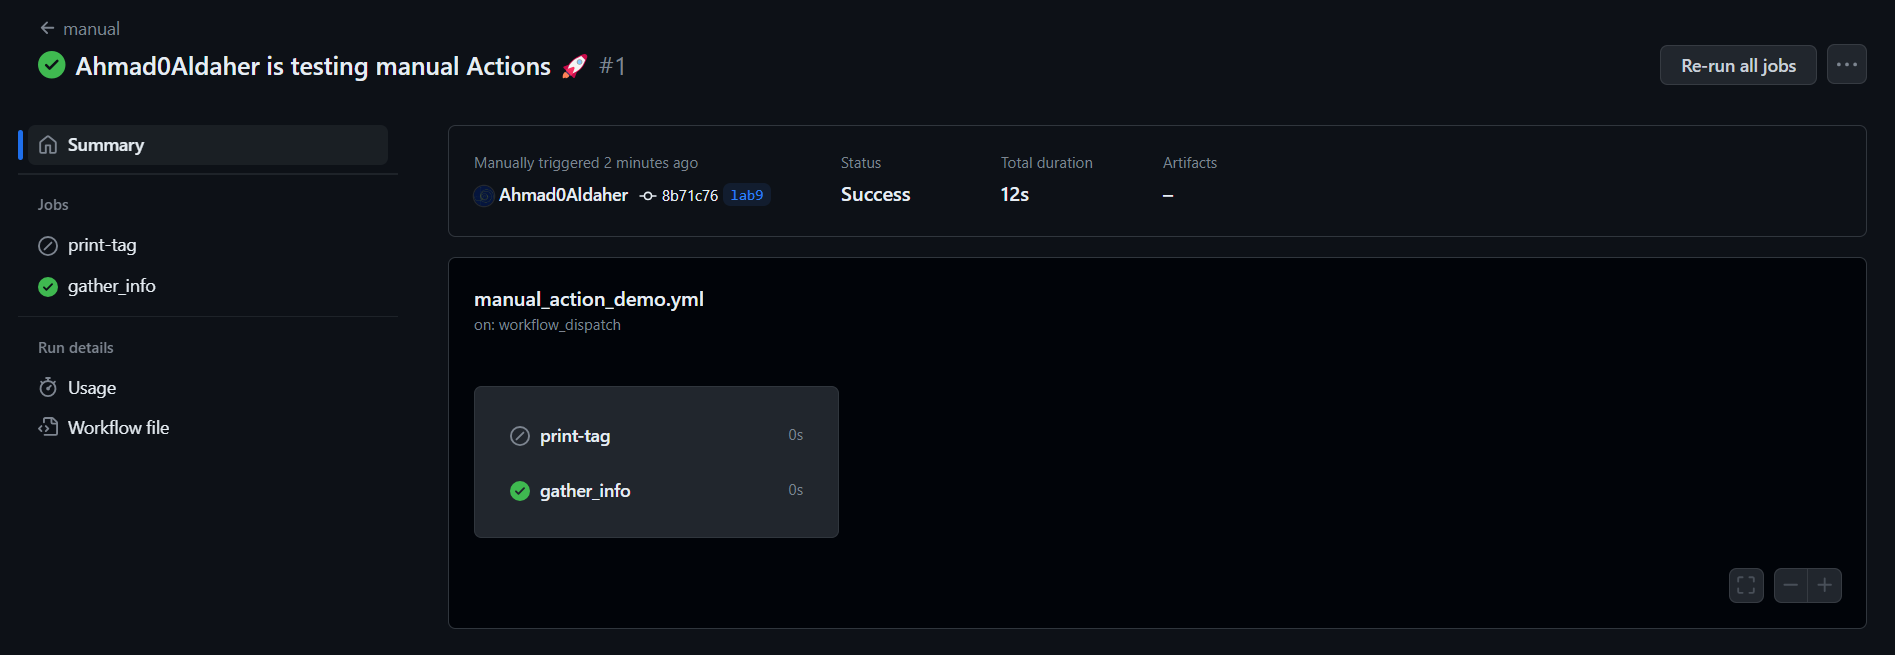 manual
Ahmad0Aldaher is testing manual Actions 🚀 #1
Re-run all jobs
Summary
Jobs
print-tag
gather_info
Run details
Usage
Workflow file
Manually triggered 2 minutes ago
Ahmad0Aldaher 8b71c76 lab9
Status
Success
Total duration
12s
Artifacts
–
manual_action_demo.yml
on: workflow_dispatch
print-tag 0s
gather_info 0s